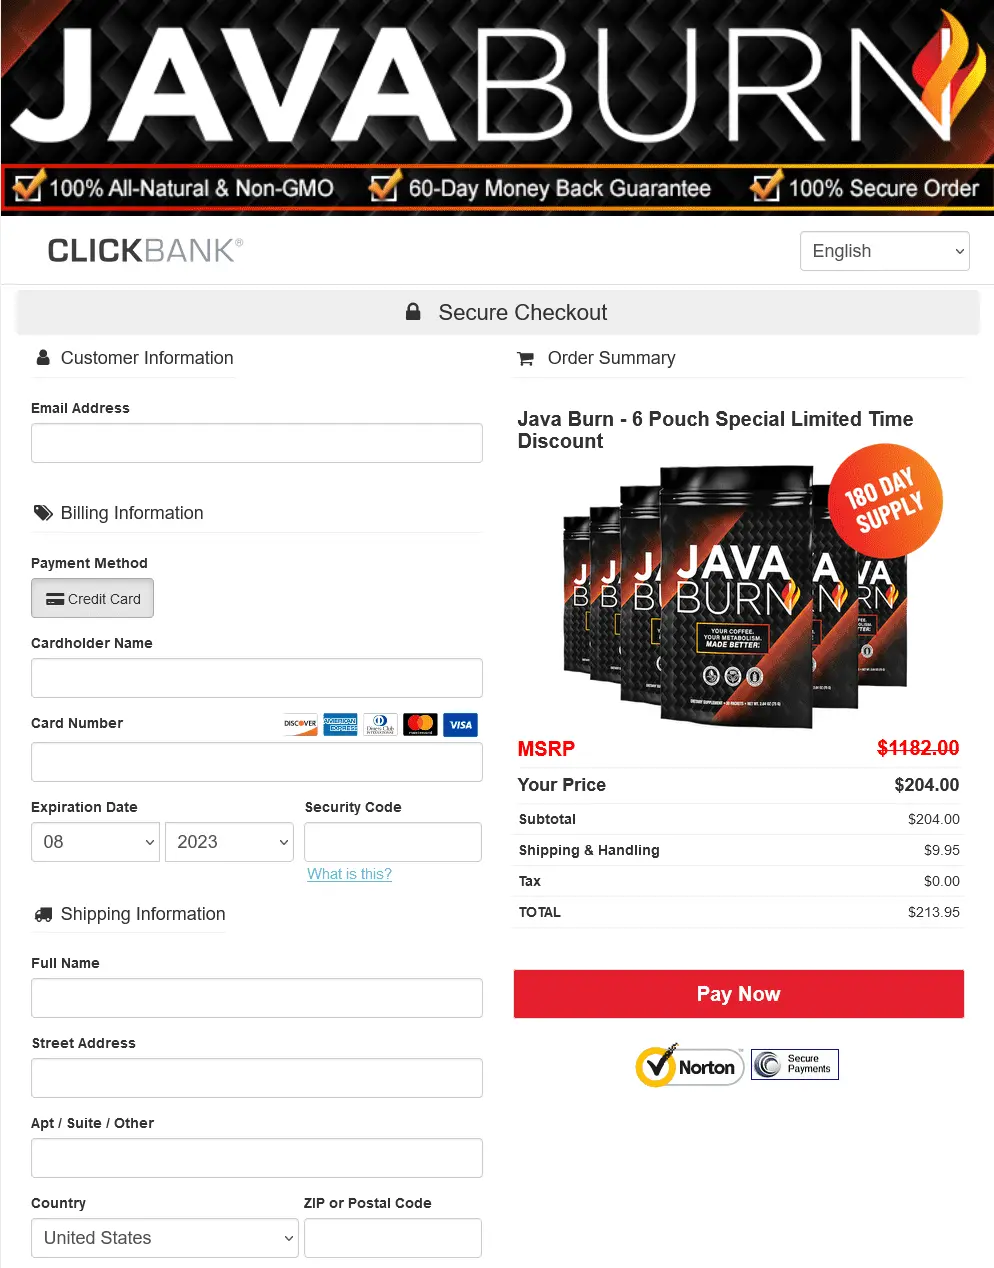 JAVA BURN
100% All-Natural & Non-GMO
60-Day Money Back Guarantee
100% Secure Order
CLICKBANK®
English
Secure Checkout
Customer Information
Email Address
Billing Information
Payment Method
Credit Card
Cardholder Name
Card Number
DISCOVER
AMERICAN EXPRESS
Diners Club INTERNATIONAL
mastercard
VISA
Expiration Date
Security Code
08
2023
What is this?
Shipping Information
Full Name
Street Address
Apt / Suite / Other
Country
ZIP or Postal Code
United States
Order Summary
Java Burn - 6 Pouch Special Limited Time
Discount
180 DAY
SUPPLY
JAVA
BURN
YOUR COFFEE.
YOUR METABOLISM.
MADE BETTER.
MSRP $1182.00
Your Price $204.00
Subtotal $204.00
Shipping & Handling $9.95
Tax $0.00
TOTAL $213.95
Pay Now
Norton
Secure
Payments